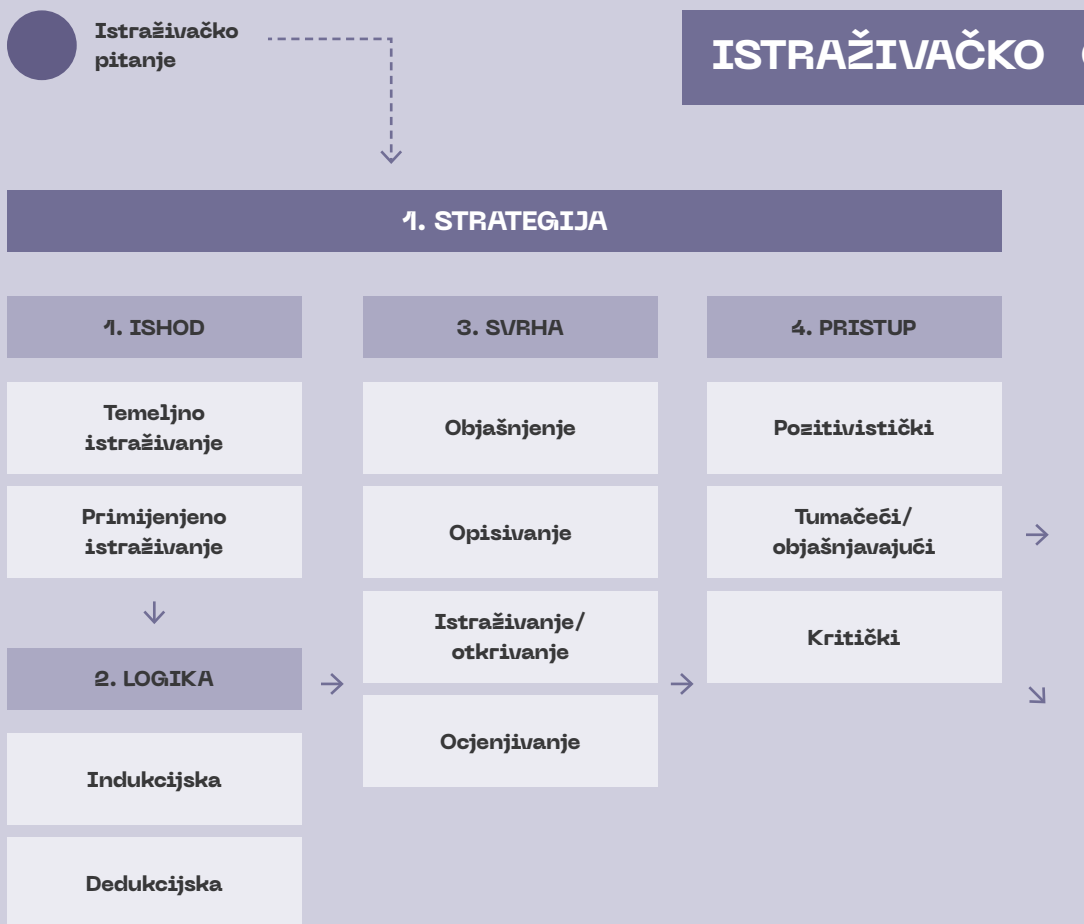 Istraživačko
pitanje
ISTRAŽIVAČKO
1. STRATEGIJA
1. ISHOD
Temeljno
istraživanje
Primijenjeno
istraživanje
2. LOGIKA
Indukcijska
Dedukcijska
3. SVRHA
Objašnjenje
Opisivanje
Istraživanje/
otkrivanje
Ocjenjivanje
4. PRISTUP
Pozitivistički
Tumačeći/
objašnjavajući
Kritički